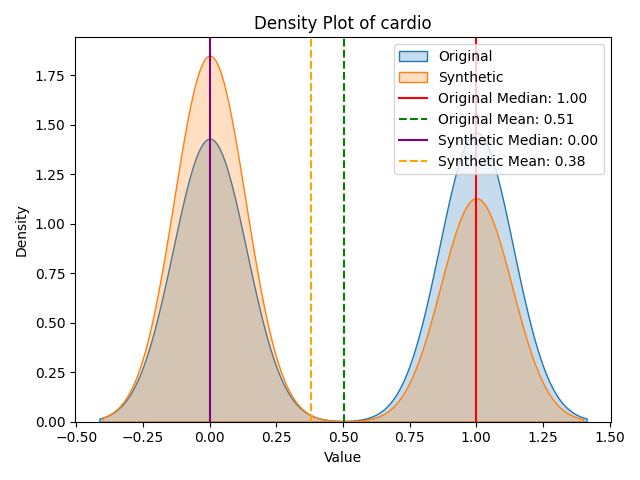 Density Plot of cardio
Original
Synthetic
Original Median: 1.00
Original Mean: 0.51
Synthetic Median: 0.00
Synthetic Mean: 0.38
Density
1.75
1.50
1.25
1.00
0.75
0.50
0.25
0.00
−0.50
−0.25
0.00
0.25
0.50
0.75
1.00
1.25
1.50
Value